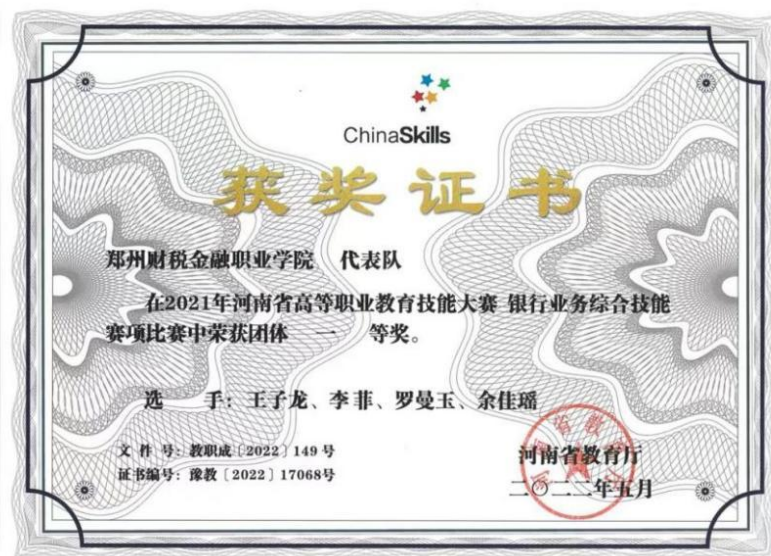 ChinaSkills
获奖证书
郑州财税金融职业学院 代表队
在2021年河南省高等职业教育技能大赛 银行业务综合技能
赛项比赛中荣获团体 一 等奖。
选 手：王子龙、李菲、罗曼玉、余佳瑶
文 件 号：教职成〔2022〕149 号
证书编号：豫教〔2022〕17068号
河南省教育厅
二〇二二年五月